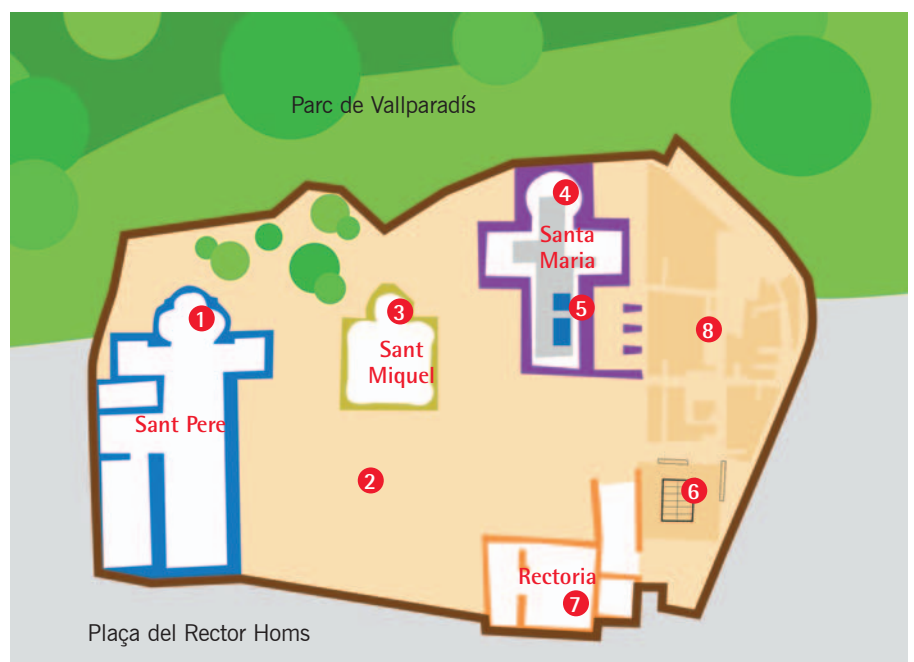 Parc de Vallparadís
4
Santa
Maria
1
3
5
8
Sant
Miquel
Sant Pere
2
6
Rectoria
7
Plaça del Rector Homs